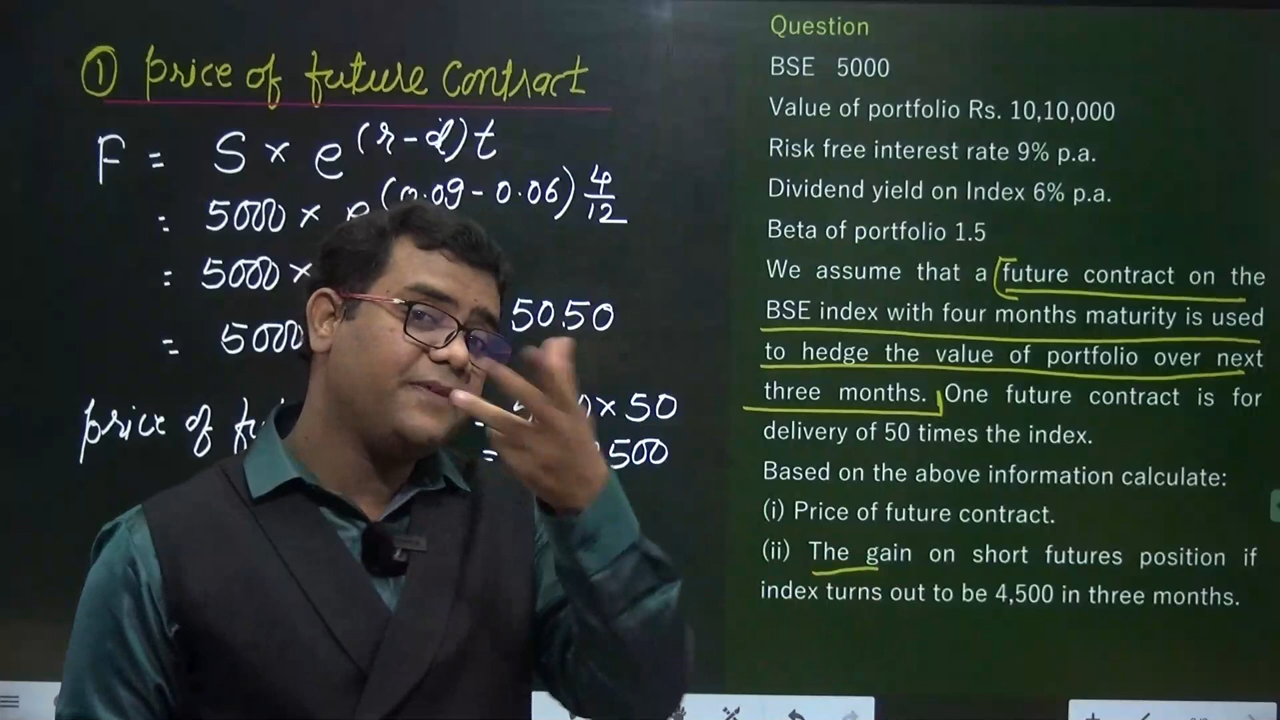 ① price of future contract
F = S × e^(r-d)t
= 5000 × e^(0.09 - 0.06) 4/12
= 5000 ×
= 5000 5050.50
price of fu × 50
= 500
Question
BSE 5000
Value of portfolio Rs. 10,10,000
Risk free interest rate 9% p.a.
Dividend yield on Index 6% p.a.
Beta of portfolio 1.5
We assume that a future contract on the
BSE index with four months maturity is used
to hedge the value of portfolio over next
three months. One future contract is for
delivery of 50 times the index.
Based on the above information calculate:
(i) Price of future contract.
(ii) The gain on short futures position if
index turns out to be 4,500 in three months.